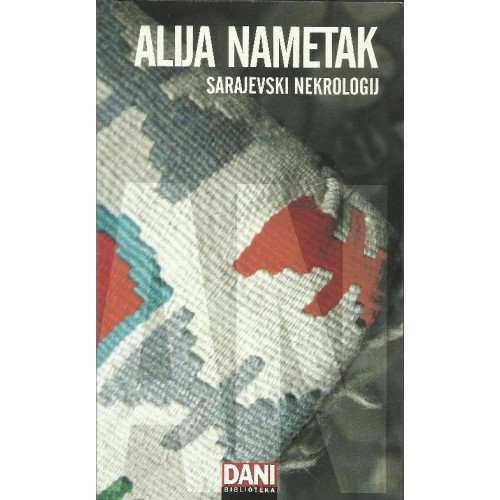 ALIJA NAMETAK
SARAJEVSKI NEKROLOGIJ
DANI
BIBLIOTEKA